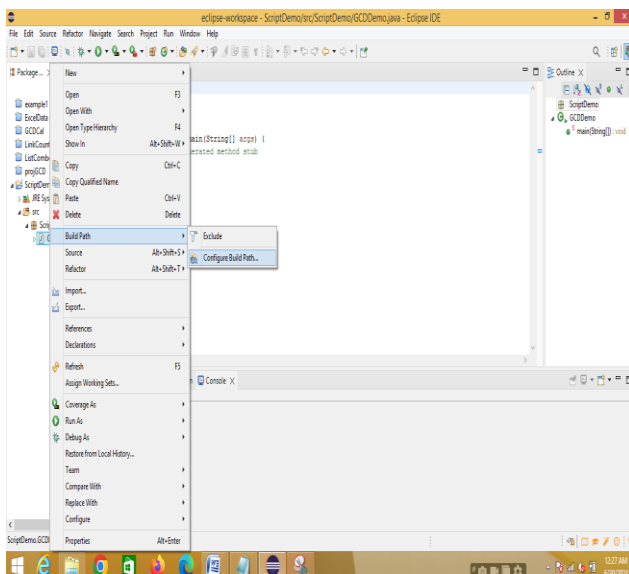 eclipse-workspace - ScriptDemo/src/ScriptDemo/GCDDemo.java - Eclipse IDE
File Edit Source Refactor Navigate Search Project Run Window Help
Package...
Outline
example1
ExcelData
GCDCal
LinkCount
ListCombo
projGCD
ScriptDem
JRE Sys
src
Scri
New
Open F3
Open With
Open Type Hierarchy F4
Show In Alt+Shift+W
Copy Ctrl+C
Copy Qualified Name
Paste Ctrl+V
Delete Delete
Build Path
Source Alt+Shift+S
Refactor Alt+Shift+T
Import...
Export...
References
Declarations
Refresh F5
Assign Working Sets...
Coverage As
Run As
Debug As
Restore from Local History...
Team
Compare With
Replace With
Configure
Properties Alt+Enter
Exclude
Configure Build Path...
main(String[] args) {
erated method stub
Console
ScriptDemo
GCDDemo
main(String[]) : void
ScriptDemo.GCD
12:27 AM